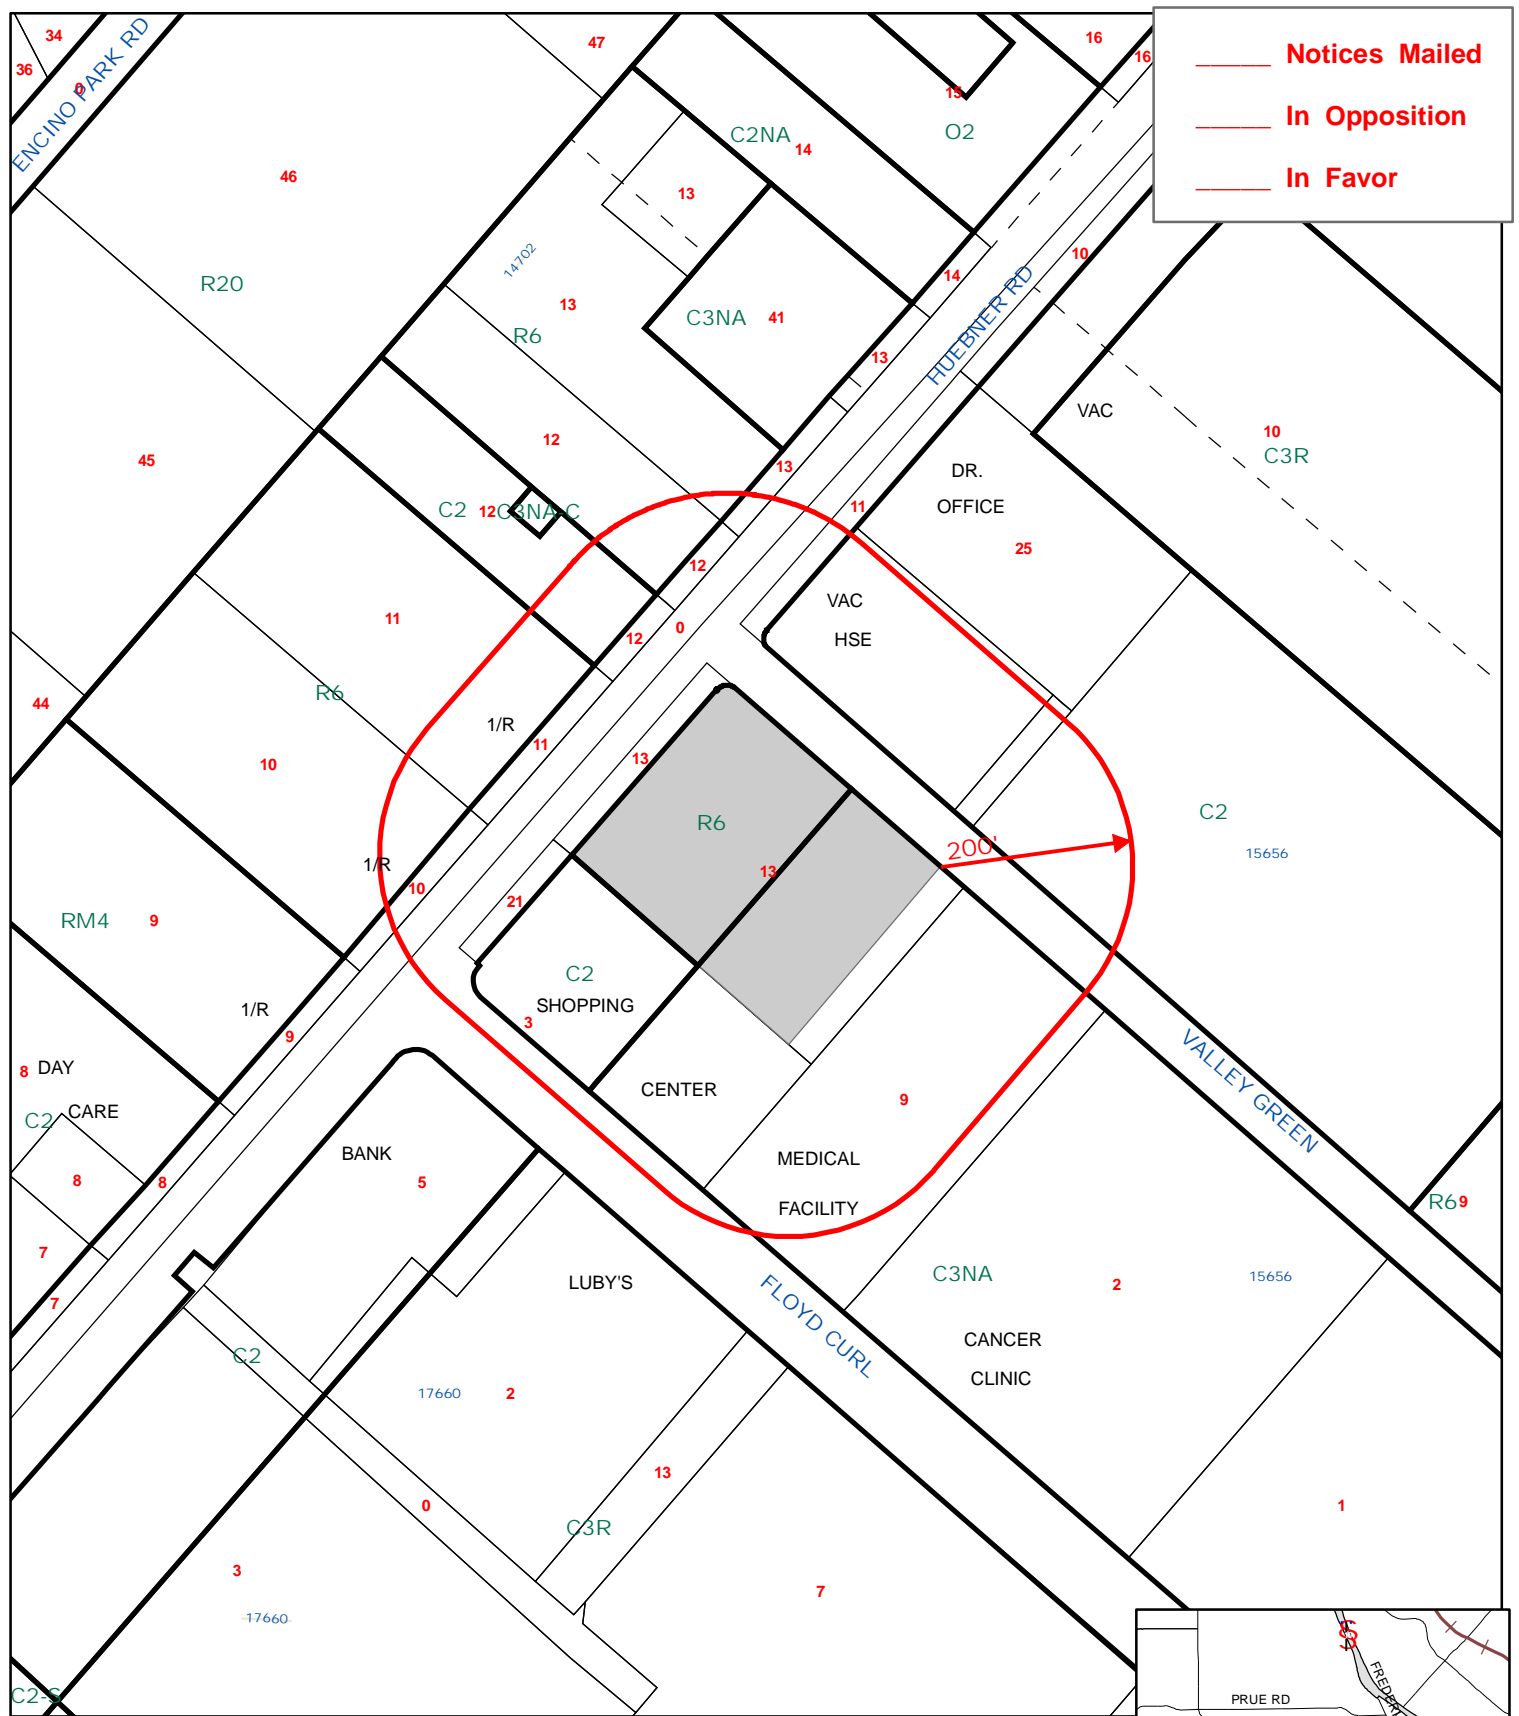 34
36
9
ENCINO PARK RD
47
16
16
_____ Notices Mailed
_____ In Opposition
_____ In Favor
15
O2
C2NA
14
46
13
R20
14702
13
R6
C3NA
41
14
10
HUEBNER RD
13
VAC
10
C3R
45
12
13
DR.
OFFICE
25
C2
12
C3NA C
11
12
VAC
HSE
0
12
11
R6
44
1/R
11
13
10
R6
200'
C2
15656
1/R
10
13
21
RM4
9
C2
SHOPPING
3
1/R
9
8
DAY
CARE
C2
CENTER
9
VALLEY GREEN
BANK
5
MEDICAL
FACILITY
8
8
R6
9
7
7
LUBY'S
C3NA
2
15656
FLOYD CURL
CANCER
CLINIC
C2
17660
2
13
0
C3R
1
3
7
17660
C2-S
PRUE RD